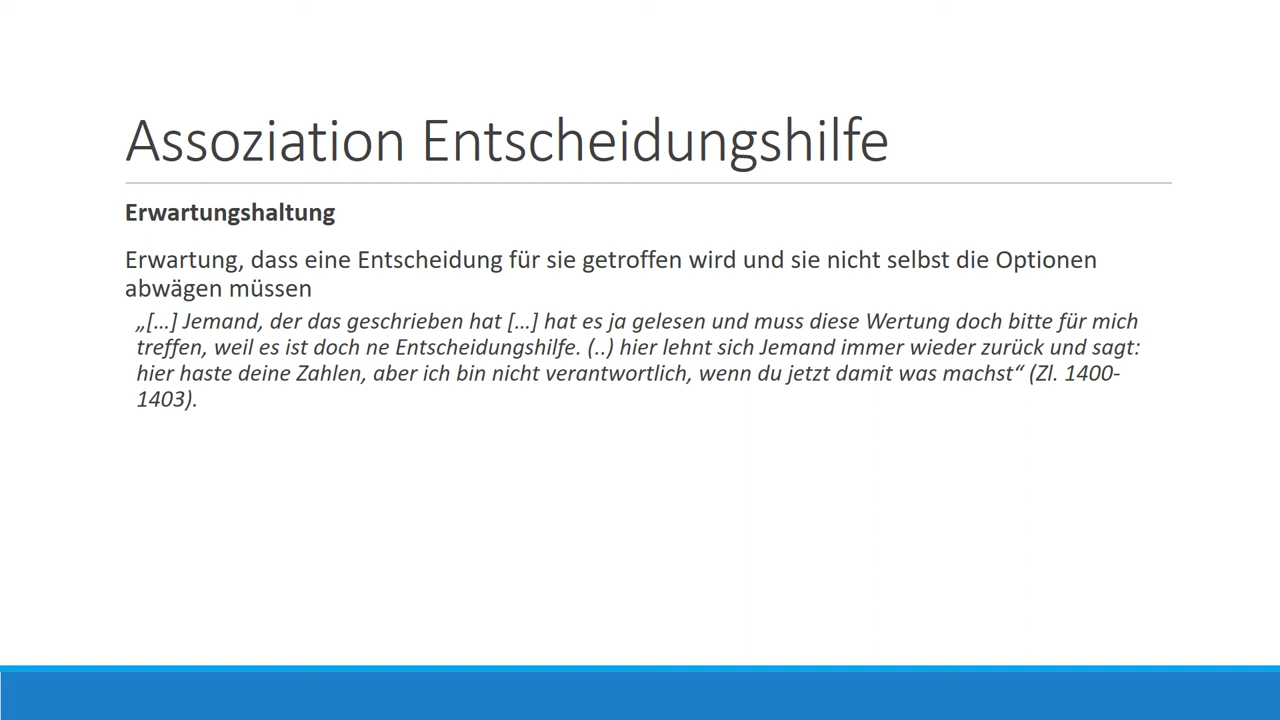 Assoziation Entscheidungshilfe
Erwartungshaltung
Erwartung, dass eine Entscheidung für sie getroffen wird und sie nicht selbst die Optionen
abwägen müssen
„[…] Jemand, der das geschrieben hat […] hat es ja gelesen und muss diese Wertung doch bitte für mich
treffen, weil es ist doch ne Entscheidungshilfe. (..) hier lehnt sich Jemand immer wieder zurück und sagt:
hier haste deine Zahlen, aber ich bin nicht verantwortlich, wenn du jetzt damit was machst“ (Zl. 1400-
1403).